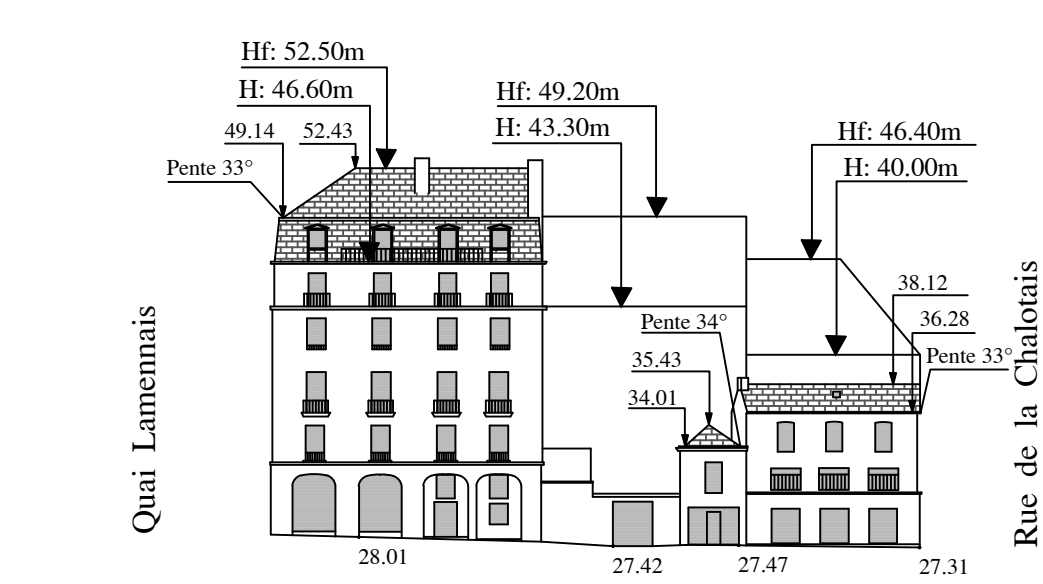 Hf: 52.50m
H: 46.60m
49.14
52.43
Pente 33°
Hf: 49.20m
H: 43.30m
Hf: 46.40m
H: 40.00m
38.12
36.28
Pente 34°
Pente 33°
35.43
34.01
Quai Lamennais
Rue de la Chalotais
28.01
27.42
27.47
27.31